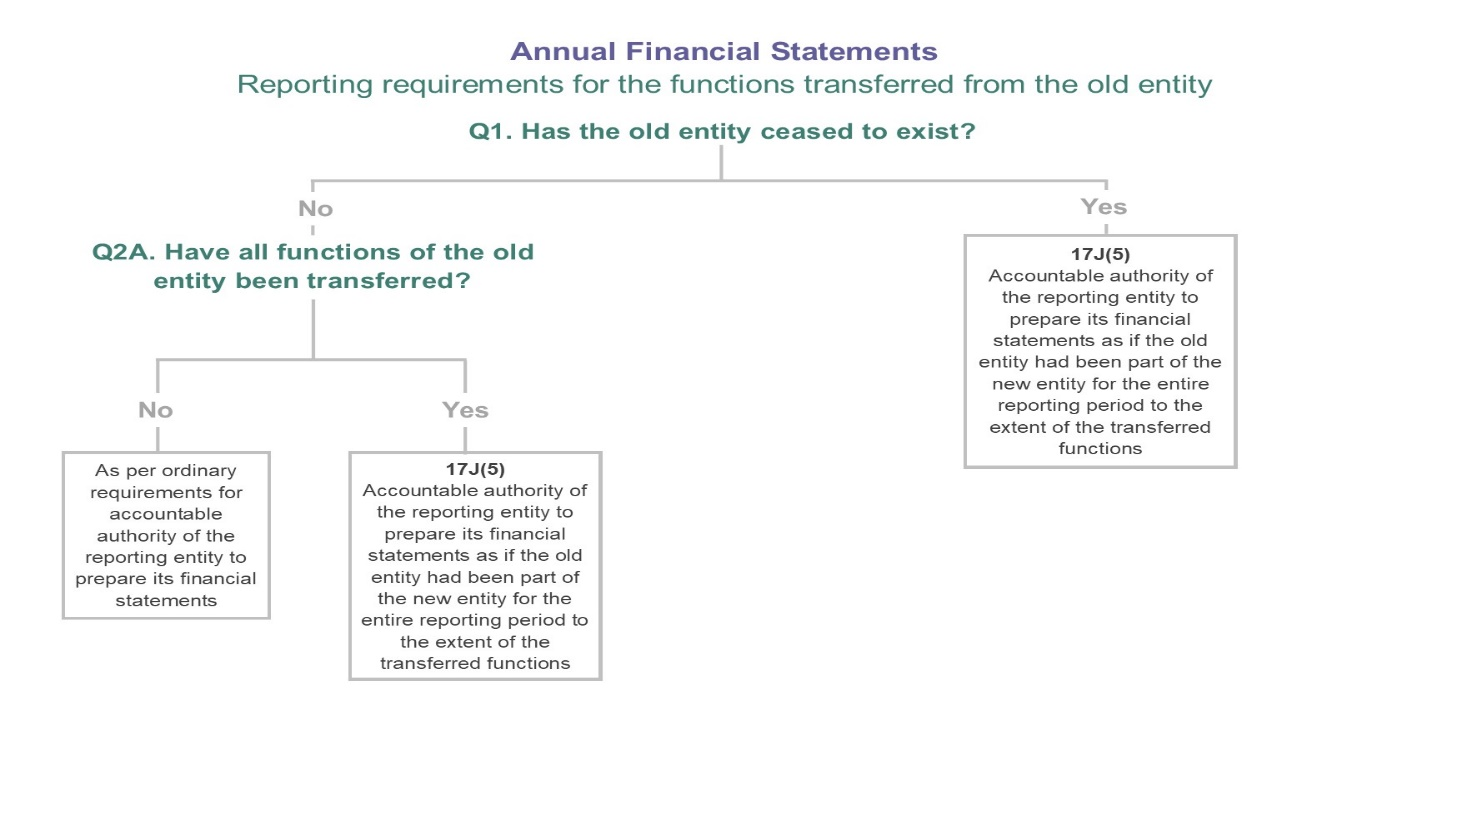 Annual Financial Statements
Reporting requirements for the functions transferred from the old entity
Q1. Has the old entity ceased to exist?
No
Yes
Q2A. Have all functions of the old
entity been transferred?
17J(5)
Accountable authority of
the reporting entity to
prepare its financial
statements as if the old
entity had been part of the
new entity for the entire
reporting period to the
extent of the transferred
functions
No
Yes
As per ordinary
requirements for
accountable
authority of the
reporting entity to
prepare its financial
statements
17J(5)
Accountable authority of
the reporting entity to
prepare its financial
statements as if the old
entity had been part of
the new entity for the
entire reporting period to
the extent of the
transferred functions